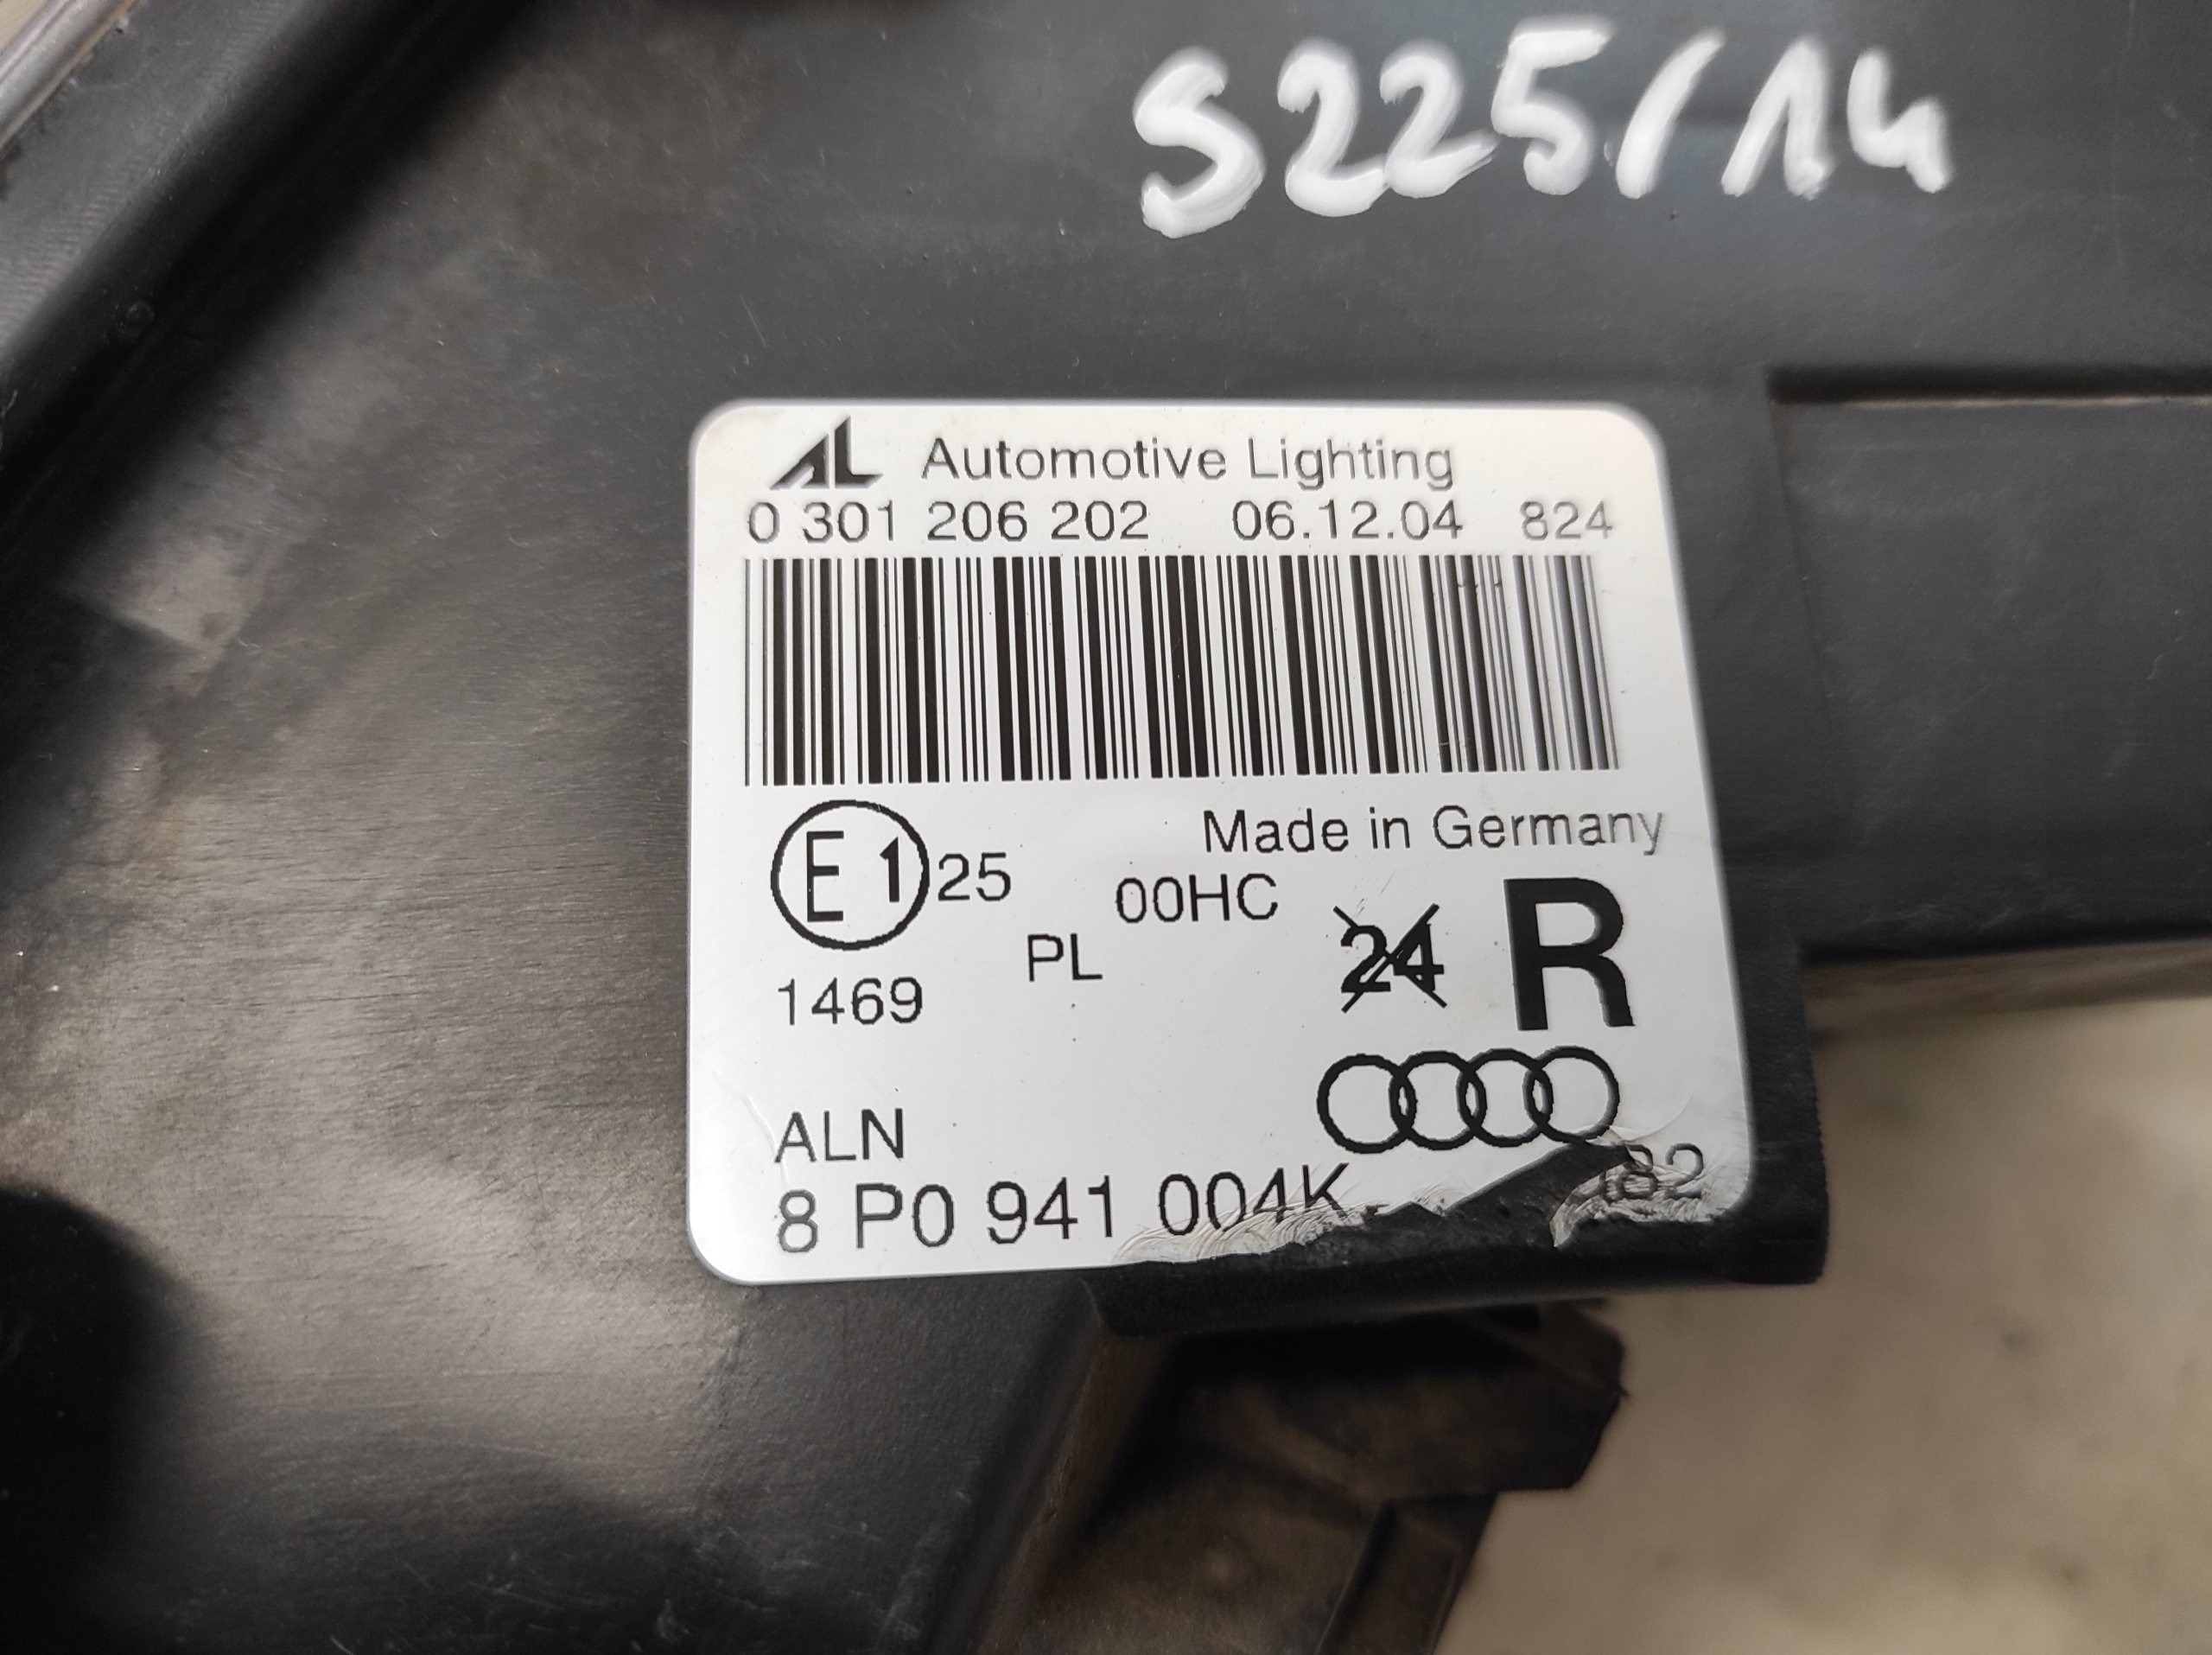 S225/14
AL Automotive Lighting
0 301 206 202 06.12.04 824
Made in Germany
E1 25 00HC 24 R
PL
1469
ALN
8 P0 941 004K